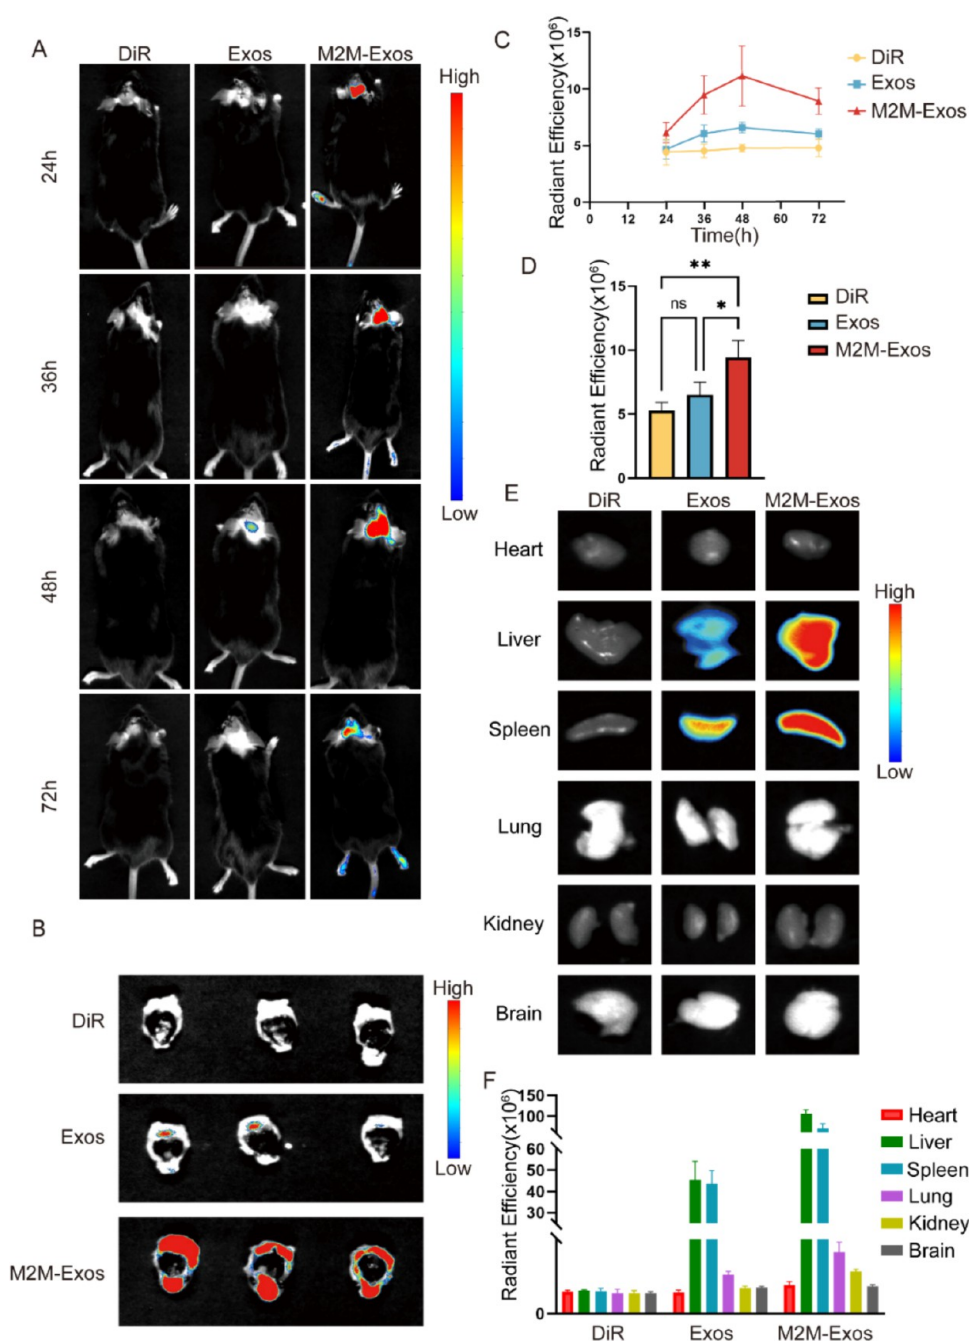 A
DiR Exos M2M-Exos
High
24h
36h
48h
72h
Low
B
High
DiR
Exos
Low
M2M-Exos
C
Radiant Efficiency(x10⁶)
15
10
5
0
0 12 24 36 48 60 72
Time(h)
DiR
Exos
M2M-Exos
D
Radiant Efficiency(x10⁶)
15
10
5
0
**
ns
*
DiR
Exos
M2M-Exos
E
DiR Exos M2M-Exos
Heart
Liver
Spleen
Lung
Kidney
Brain
High
Low
F
Radiant Efficiency(x10⁶)
150
100
60
50
40
30
0
DiR Exos M2M-Exos
Heart
Liver
Spleen
Lung
Kidney
Brain